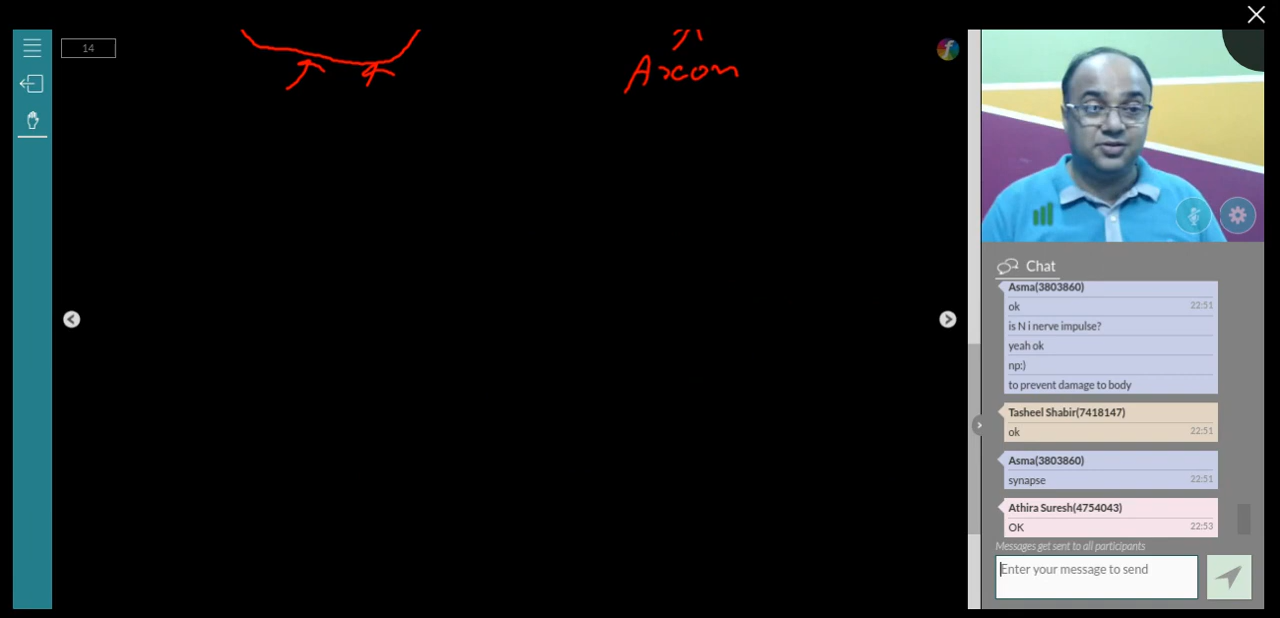 14
Axon
Chat
Asma(3803860)
ok 22:51
is N i nerve impulse?
yeah ok
np:)
to prevent damage to body
Tasheel Shabir(7418147)
ok 22:51
Asma(3803860)
synapse 22:51
Athira Suresh(4754043)
OK 22:53
Messages get sent to all participants
Enter your message to send